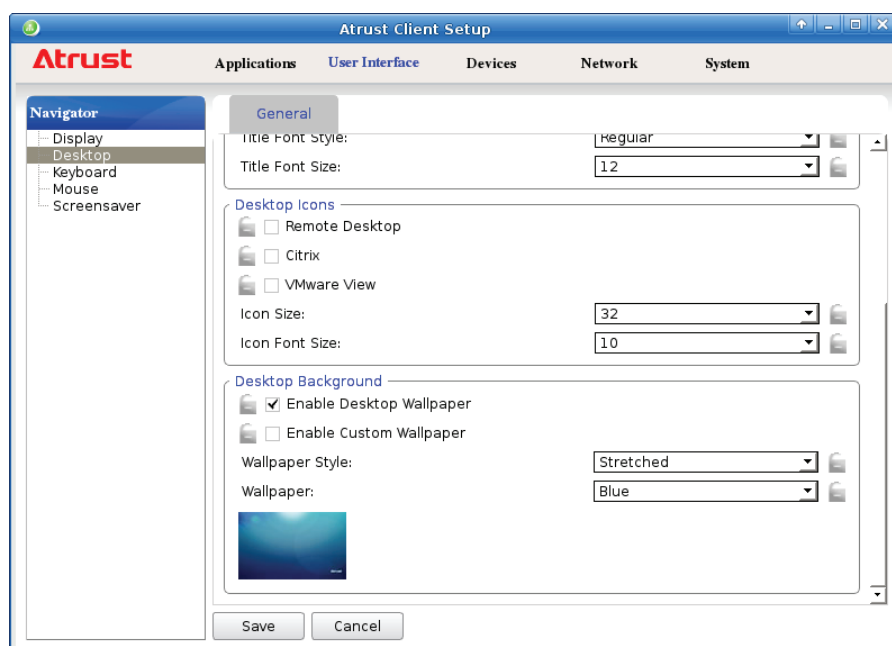 Atrust Client Setup
Atrust
Applications User Interface Devices Network System
Navigator
Display
Desktop
Keyboard
Mouse
Screensaver
General
Title Font Style: Regular
Title Font Size: 12
Desktop Icons
Remote Desktop
Citrix
VMware View
Icon Size: 32
Icon Font Size: 10
Desktop Background
Enable Desktop Wallpaper
Enable Custom Wallpaper
Wallpaper Style: Stretched
Wallpaper: Blue
Save Cancel